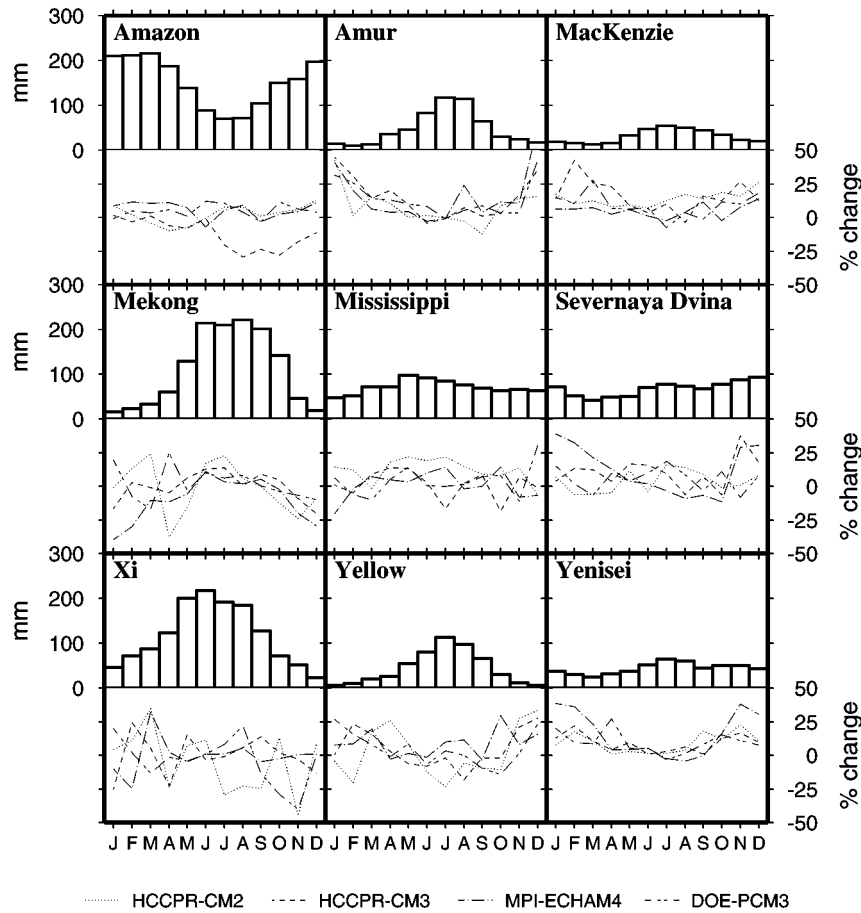 300
Amazon
Amur
MacKenzie
200
mm
100
0
50
25
0
-25
-50
% change
300
Mekong
Mississippi
Severnaya Dvina
200
mm
100
0
50
25
0
-25
-50
% change
300
Xi
Yellow
Yenisei
200
mm
100
0
50
25
0
-25
-50
% change
J F M A M J J A S O N D J F M A M J J A S O N D J F M A M J J A S O N D
HCCPR-CM2 HCCPR-CM3 MPI-ECHAM4 DOE-PCM3